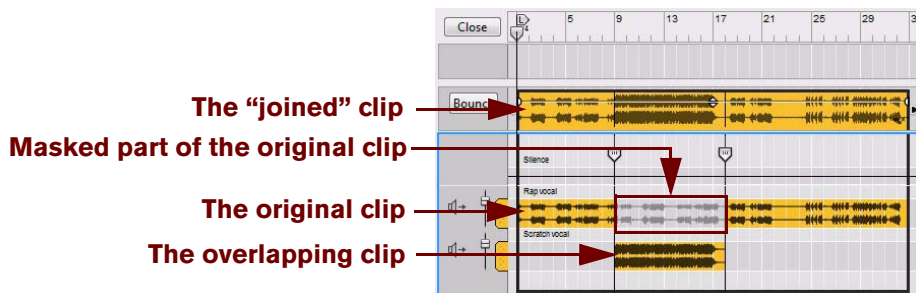 Close
L
5 9 13 17 21 25 29
4
Bounc
The “joined” clip
Masked part of the original clip
Silence
Rap vocal
The original clip
Scratch vocal
The overlapping clip